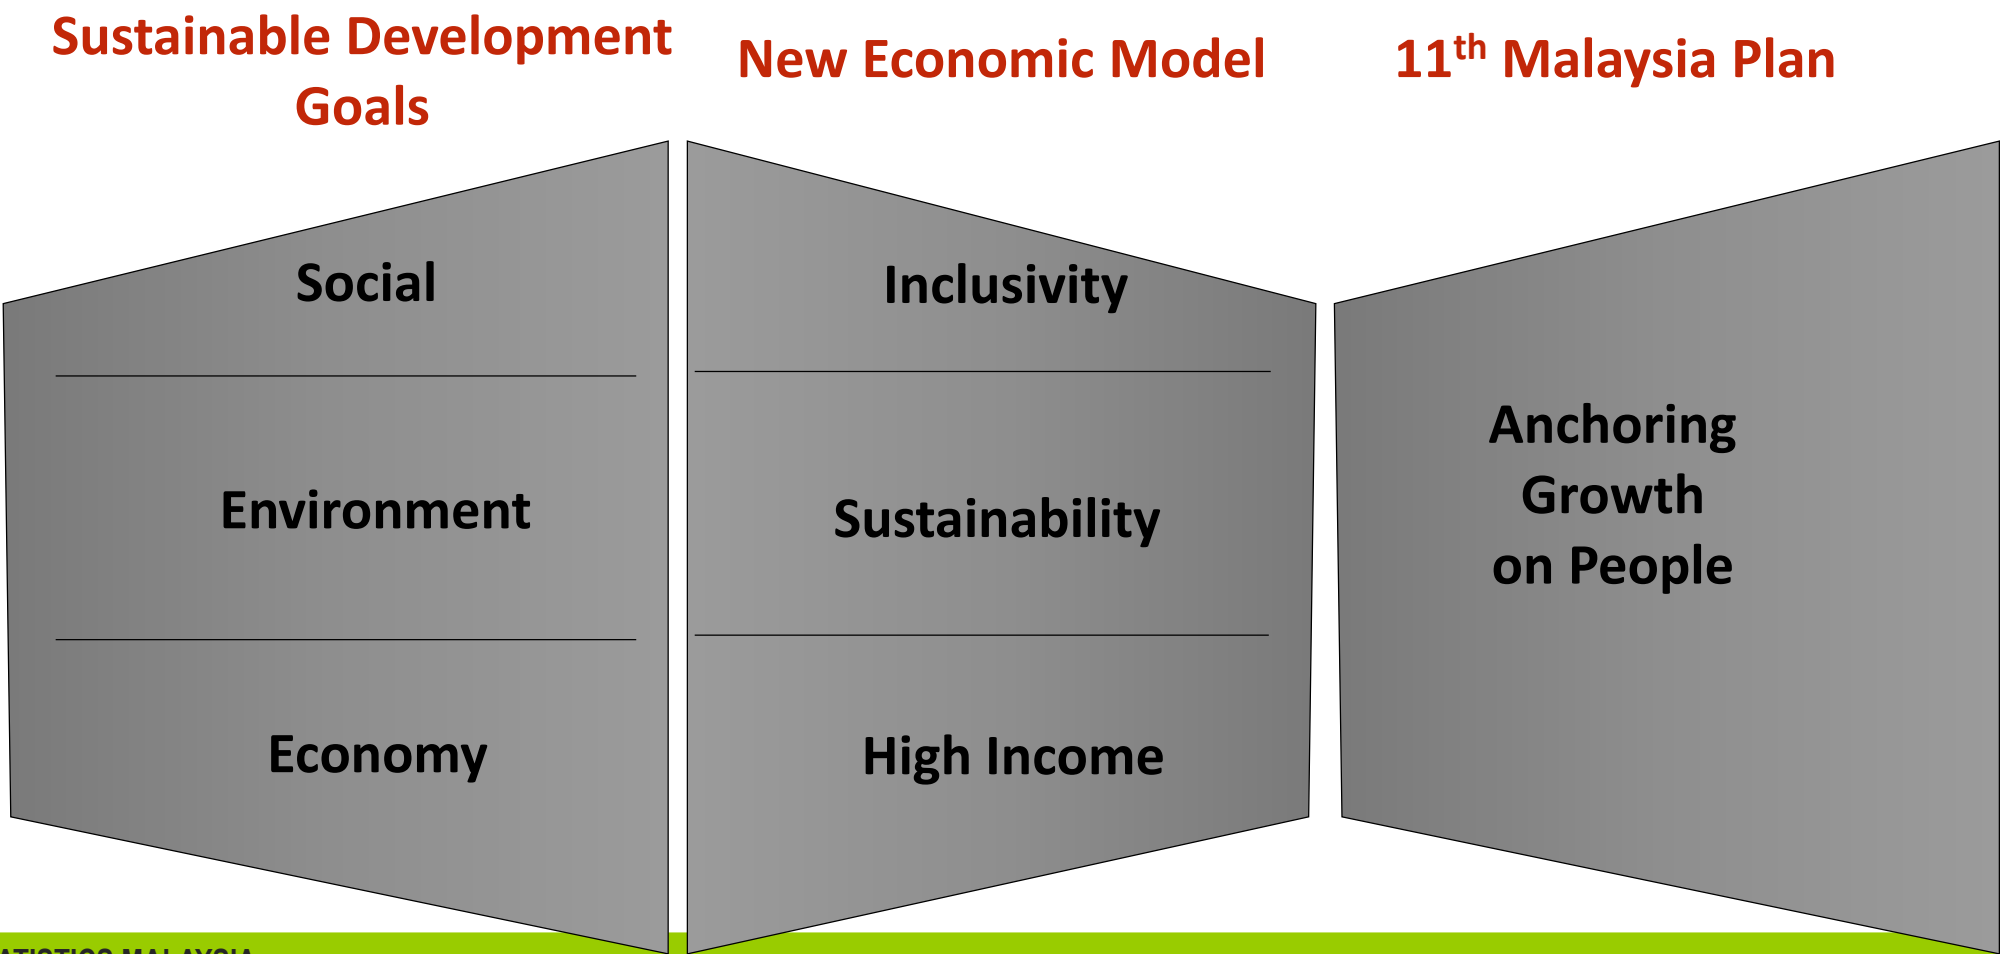 Sustainable Development
Goals
New Economic Model
11th Malaysia Plan
Social
Environment
Economy
Inclusivity
Sustainability
High Income
Anchoring
Growth
on People
MALAYSIA